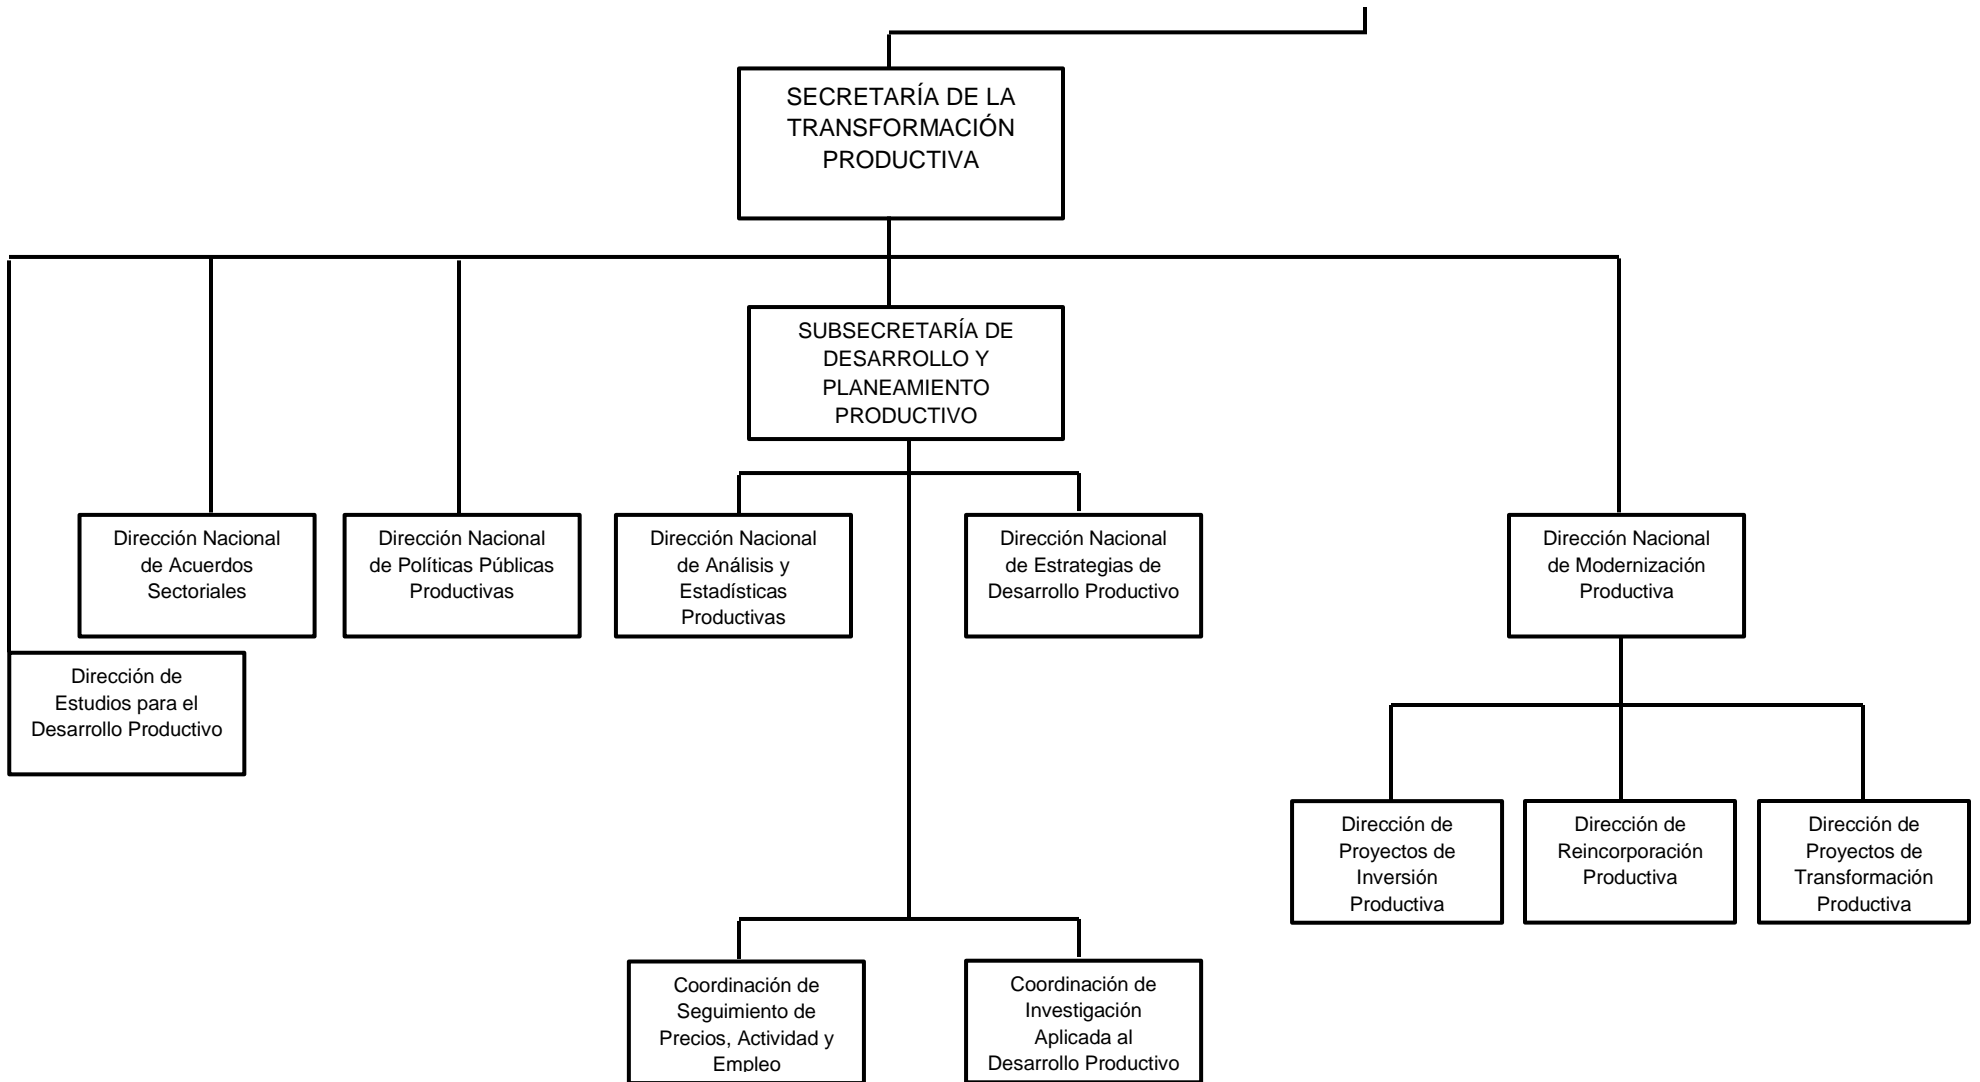 SECRETARÍA DE LA
TRANSFORMACIÓN
PRODUCTIVA
SUBSECRETARÍA DE
DESARROLLO Y
PLANEAMIENTO
PRODUCTIVO
Dirección Nacional
de Acuerdos
Sectoriales
Dirección Nacional
de Políticas Públicas
Productivas
Dirección Nacional
de Análisis y
Estadísticas
Productivas
Dirección Nacional
de Estrategias de
Desarrollo Productivo
Dirección Nacional
de Modernización
Productiva
Dirección de
Estudios para el
Desarrollo Productivo
Dirección de
Proyectos de
Inversión
Productiva
Dirección de
Reincorporación
Productiva
Dirección de
Proyectos de
Transformación
Productiva
Coordinación de
Seguimiento de
Precios, Actividad y
Empleo
Coordinación de
Investigación
Aplicada al
Desarrollo Productivo